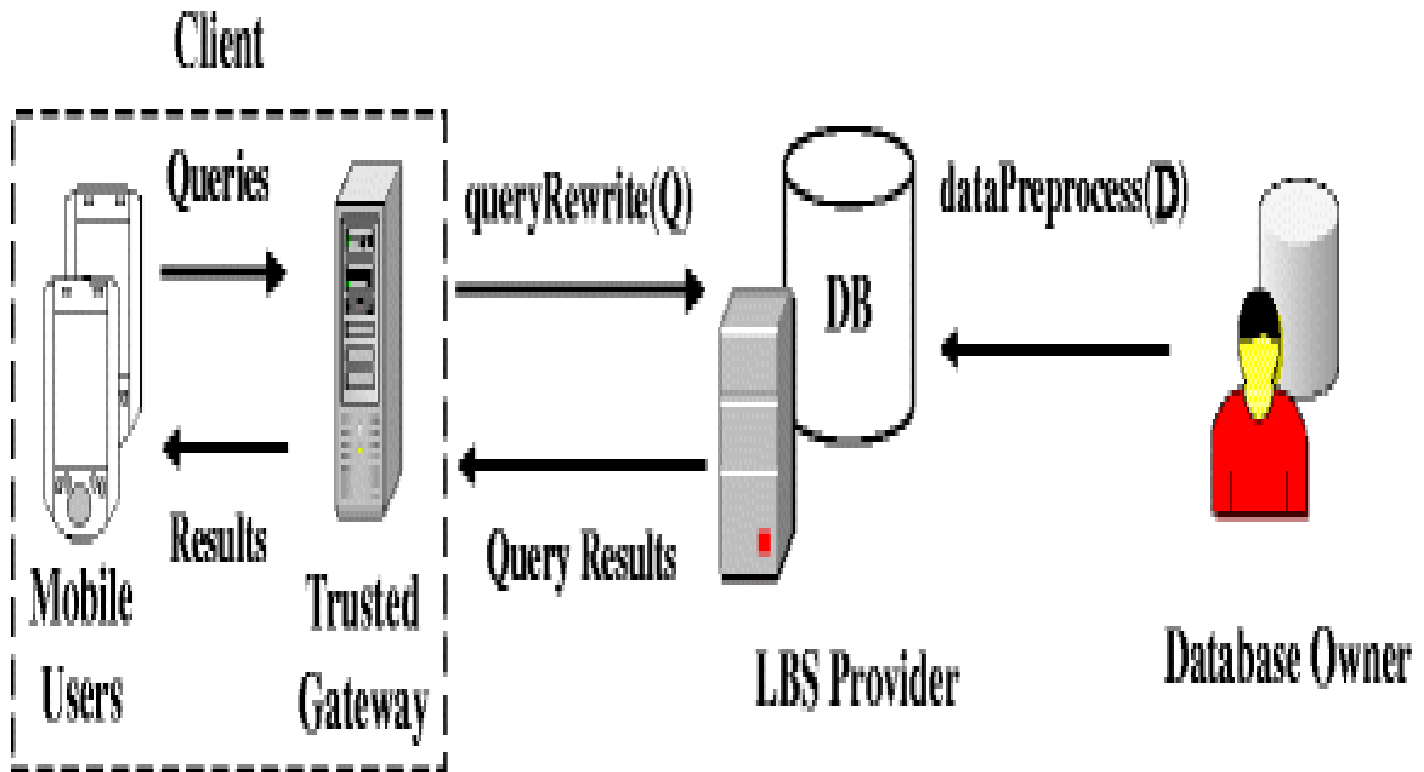 Client
Queries
queryRewrite(Q)
dataPreprocess(D)
DB
Results
Query Results
Mobile
Users
Trusted
Gateway
LBS Provider
Database Owner